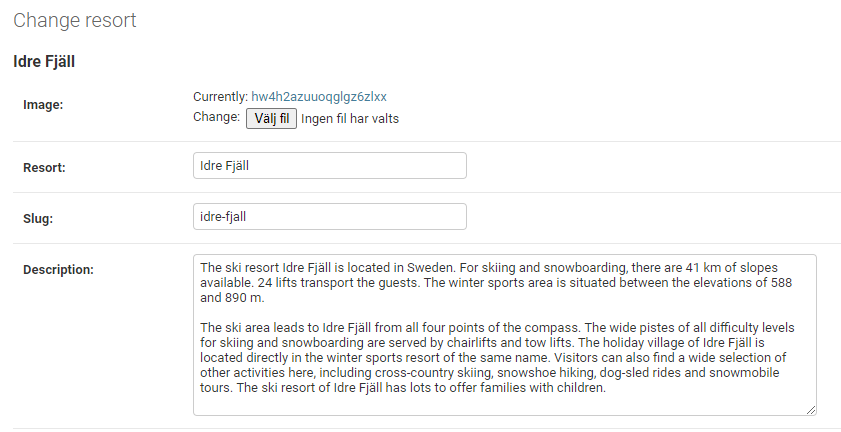 Change resort
Idre Fjäll
Image:
Currently: hw4h2azuuoqglgz6zlxx
Change: Välj fil Ingen fil har valts
Resort:
Idre Fjäll
Slug:
idre-fjall
Description:
The ski resort Idre Fjäll is located in Sweden. For skiing and snowboarding, there are 41 km of slopes
available. 24 lifts transport the guests. The winter sports area is situated between the elevations of 588
and 890 m.
The ski area leads to Idre Fjäll from all four points of the compass. The wide pistes of all difficulty levels
for skiing and snowboarding are served by chairlifts and tow lifts. The holiday village of Idre Fjäll is
located directly in the winter sports resort of the same name. Visitors can also find a wide selection of
other activities here, including cross-country skiing, snowshoe hiking, dog-sled rides and snowmobile
tours. The ski resort of Idre Fjäll has lots to offer families with children.